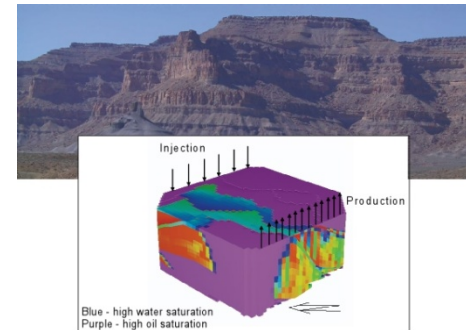 Injection
Production
Blue - high water saturation
Purple - high oil saturation